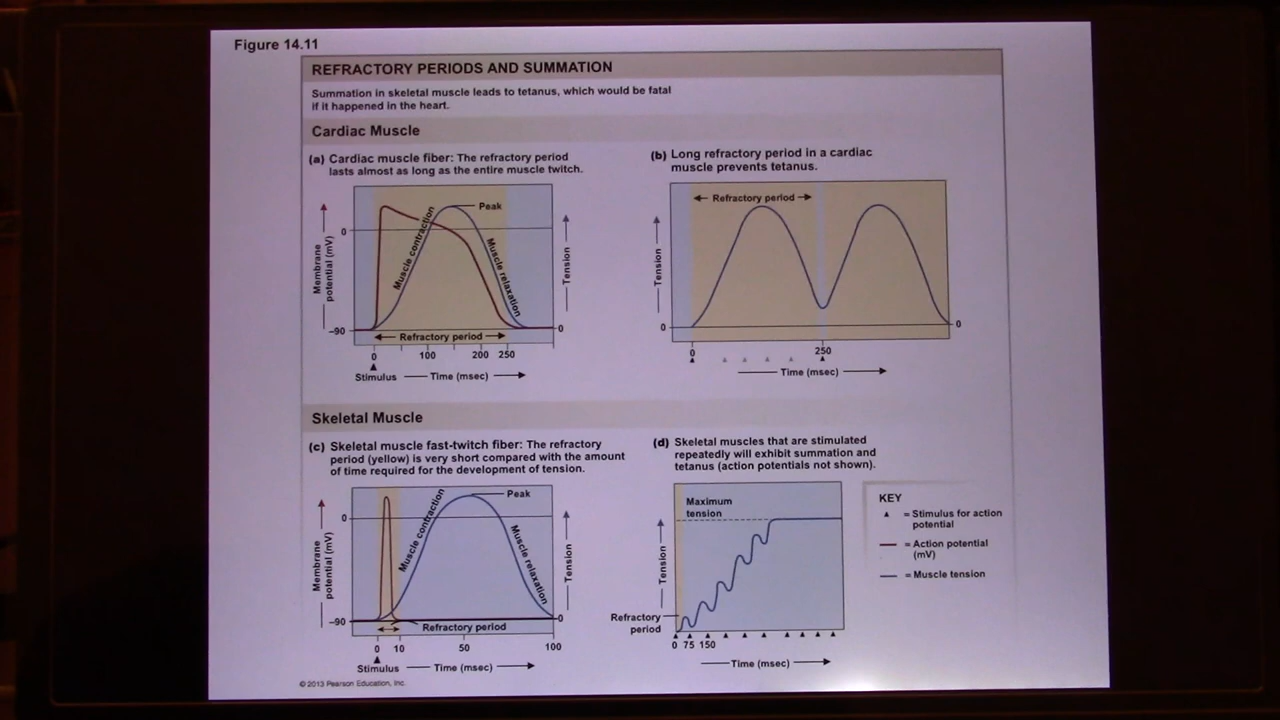 Figure 14.11
REFRACTORY PERIODS AND SUMMATION
Summation in skeletal muscle leads to tetanus, which would be fatal
if it happened in the heart.
Cardiac Muscle
(a) Cardiac muscle fiber: The refractory period
lasts almost as long as the entire muscle twitch.
Membrane
potential (mV)
0
-90
Muscle contraction
Peak
Muscle relaxation
Tension
0
Refractory period
0
100
200
250
Stimulus
Time (msec)
(b) Long refractory period in a cardiac
muscle prevents tetanus.
Refractory period
Tension
0
0
0
250
Time (msec)
Skeletal Muscle
(c) Skeletal muscle fast-twitch fiber: The refractory
period (yellow) is very short compared with the amount
of time required for the development of tension.
Membrane
potential (mV)
0
-90
Muscle contraction
Peak
Muscle relaxation
Tension
0
Refractory period
0
10
50
100
Stimulus
Time (msec)
(d) Skeletal muscles that are stimulated
repeatedly will exhibit summation and
tetanus (action potentials not shown).
Maximum
tension
Tension
Refractory
period
0 75 150
Time (msec)
KEY
= Stimulus for action
potential
= Action potential
(mV)
= Muscle tension
© 2013 Pearson Education, Inc.